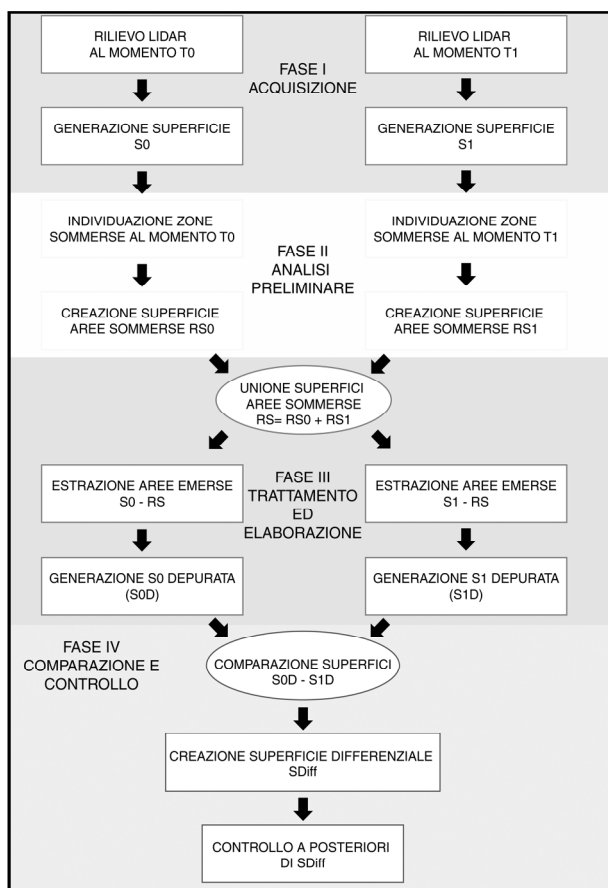 RILIEVO LIDAR
AL MOMENTO T0
RILIEVO LIDAR
AL MOMENTO T1
FASE I
ACQUISIZIONE
GENERAZIONE SUPERFICIE
S0
GENERAZIONE SUPERFICIE
S1
INDIVIDUAZIONE ZONE
SOMMERSE AL MOMENTO T0
INDIVIDUAZIONE ZONE
SOMMERSE AL MOMENTO T1
FASE II
ANALISI
PRELIMINARE
CREAZIONE SUPERFICIE
AREE SOMMERSE RS0
CREAZIONE SUPERFICIE
AREE SOMMERSE RS1
UNIONE SUPERFICI
AREE SOMMERSE
RS= RS0 + RS1
ESTRAZIONE AREE EMERSE
S0 - RS
FASE III
TRATTAMENTO
ED
ELABORAZIONE
ESTRAZIONE AREE EMERSE
S1 - RS
GENERAZIONE S0 DEPURATA
(S0D)
GENERAZIONE S1 DEPURATA
(S1D)
FASE IV
COMPARAZIONE E
CONTROLLO
COMPARAZIONE SUPERFICI
S0D - S1D
CREAZIONE SUPERFICIE DIFFERENZIALE
SDiff
CONTROLLO A POSTERIORI
DI SDiff